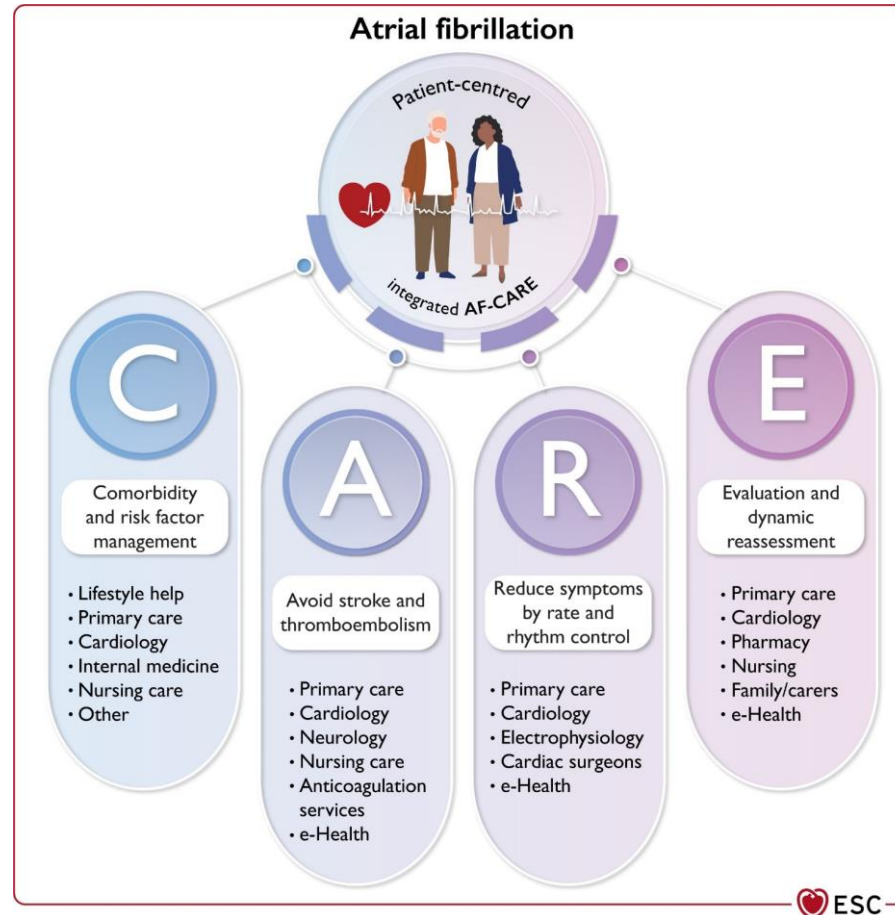 Atrial fibrillation
Patient-centred
integrated AF-CARE
C
Comorbidity
and risk factor
management
• Lifestyle help
• Primary care
• Cardiology
• Internal medicine
• Nursing care
• Other
A
Avoid stroke and
thromboembolism
• Primary care
• Cardiology
• Neurology
• Nursing care
• Anticoagulation
services
• e-Health
R
Reduce symptoms
by rate and
rhythm control
• Primary care
• Cardiology
• Electrophysiology
• Cardiac surgeons
• e-Health
E
Evaluation and
dynamic
reassessment
• Primary care
• Cardiology
• Pharmacy
• Nursing
• Family/carers
• e-Health
ESC